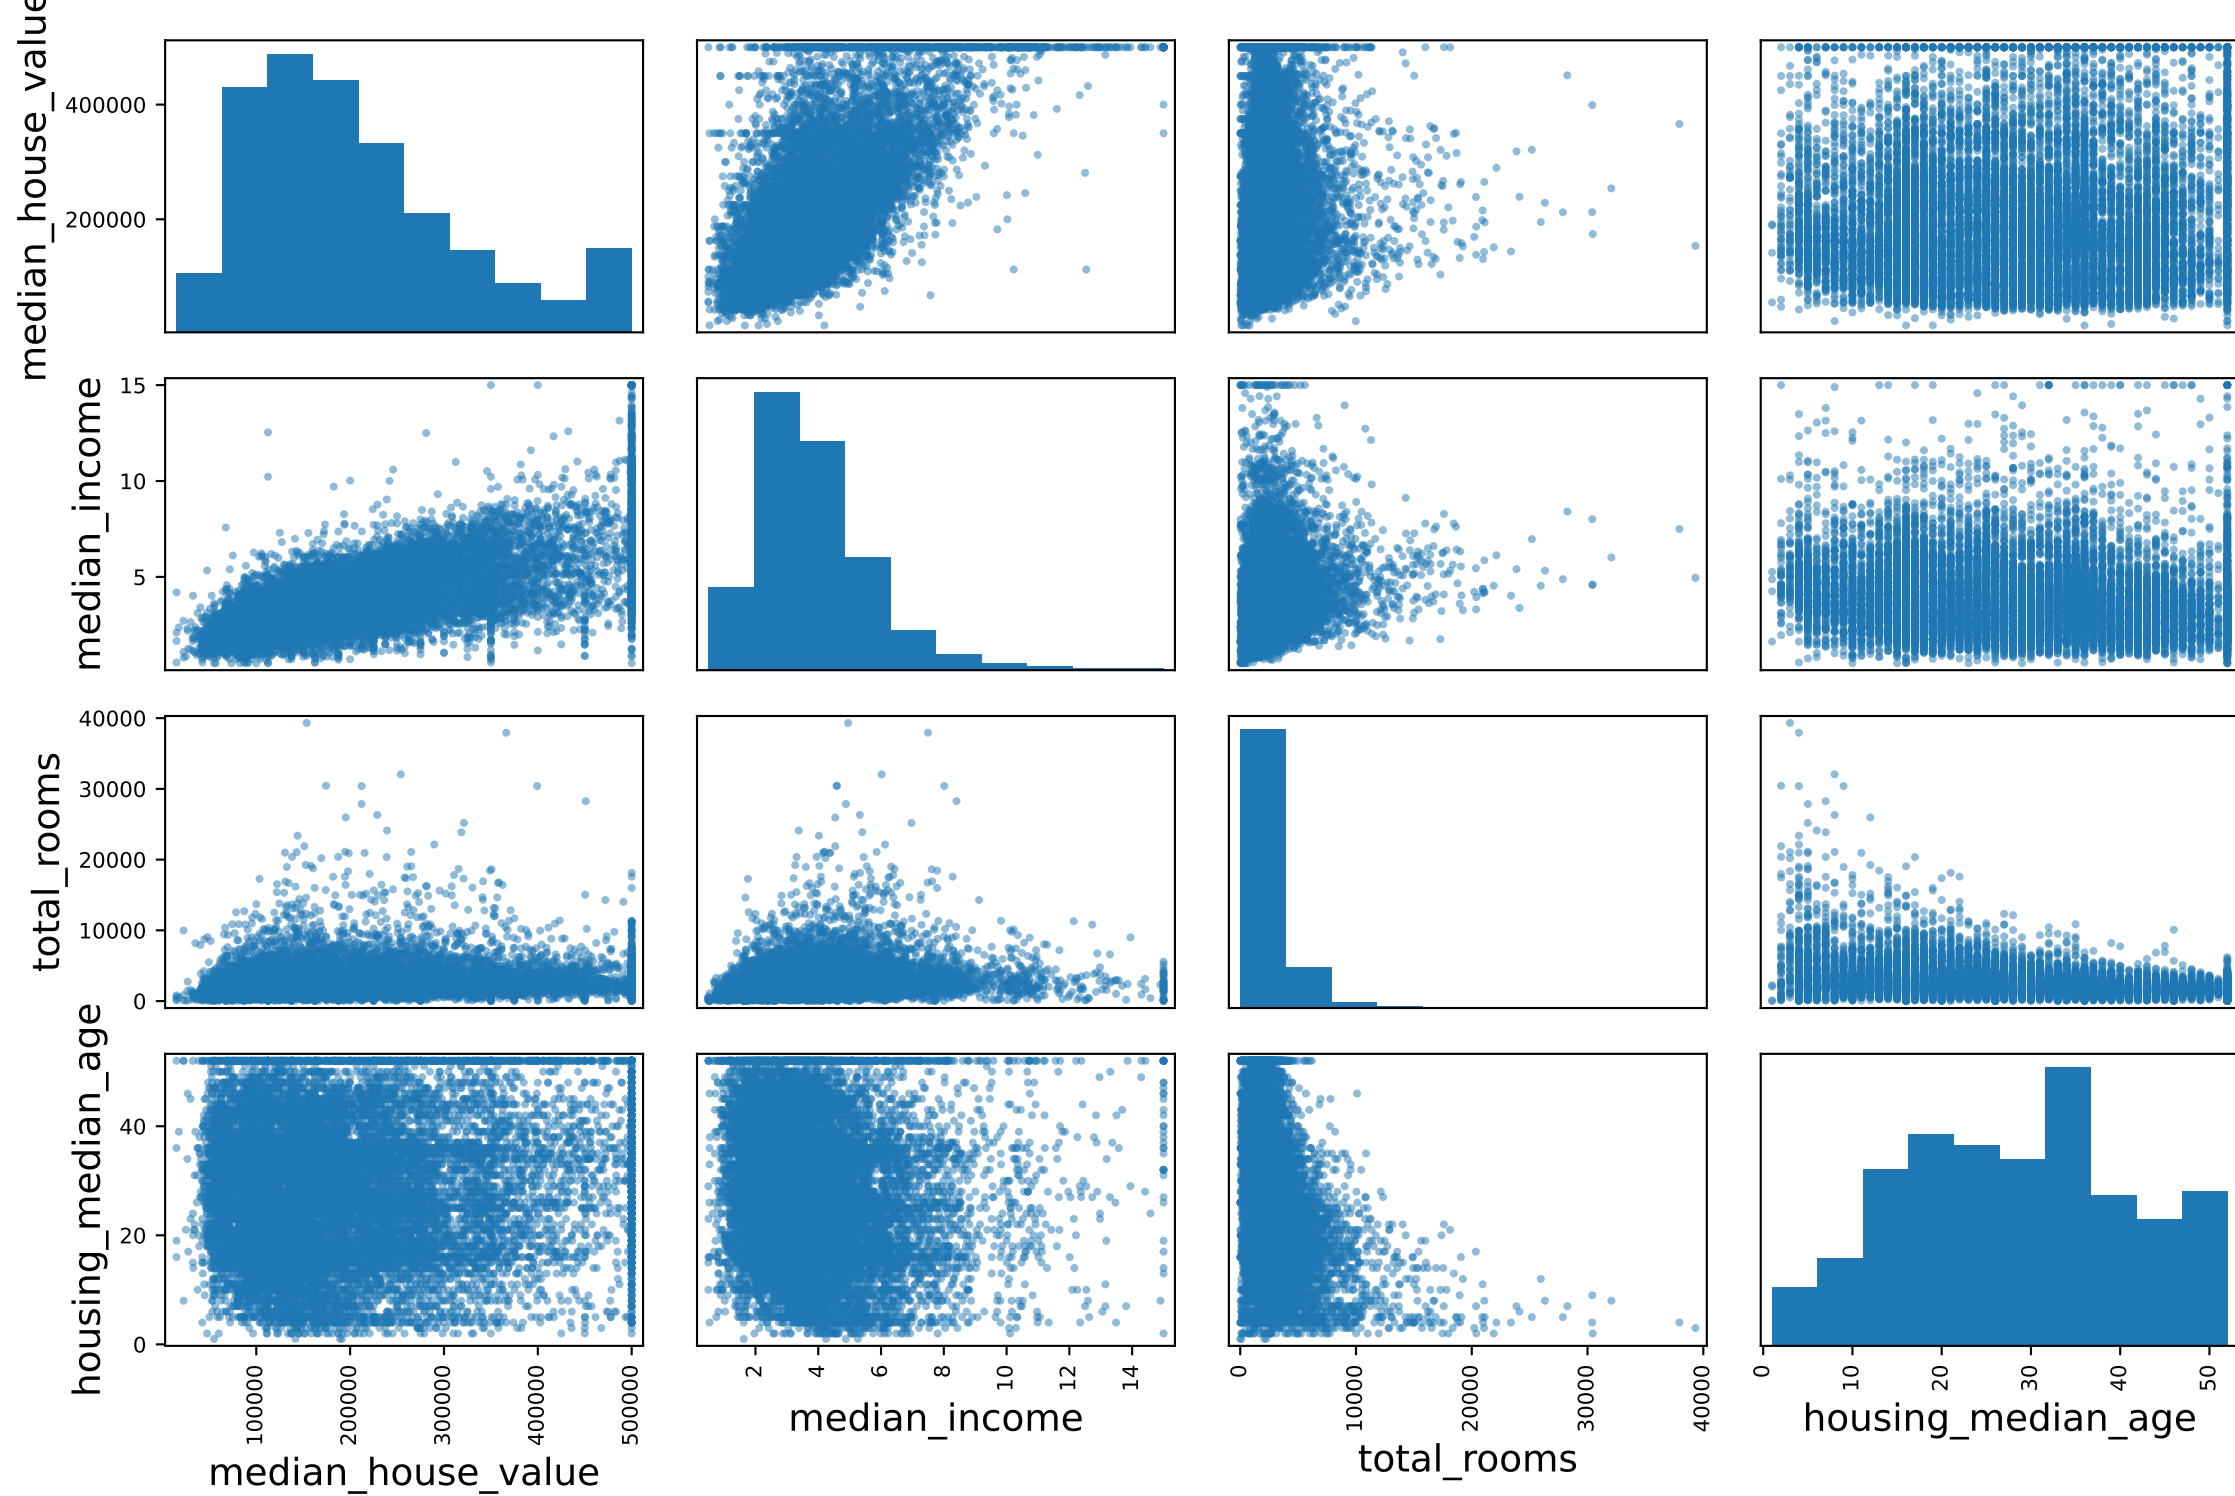 median_house_value
400000
200000
median_income
15
10
5
total_rooms
40000
30000
20000
10000
0
housing_median_age
40
20
0
100000 200000 300000 400000 500000
median_house_value
2 4 6 8 10 12 14
median_income
0 10000 20000 30000 40000
total_rooms
0 10 20 30 40 50
housing_median_age